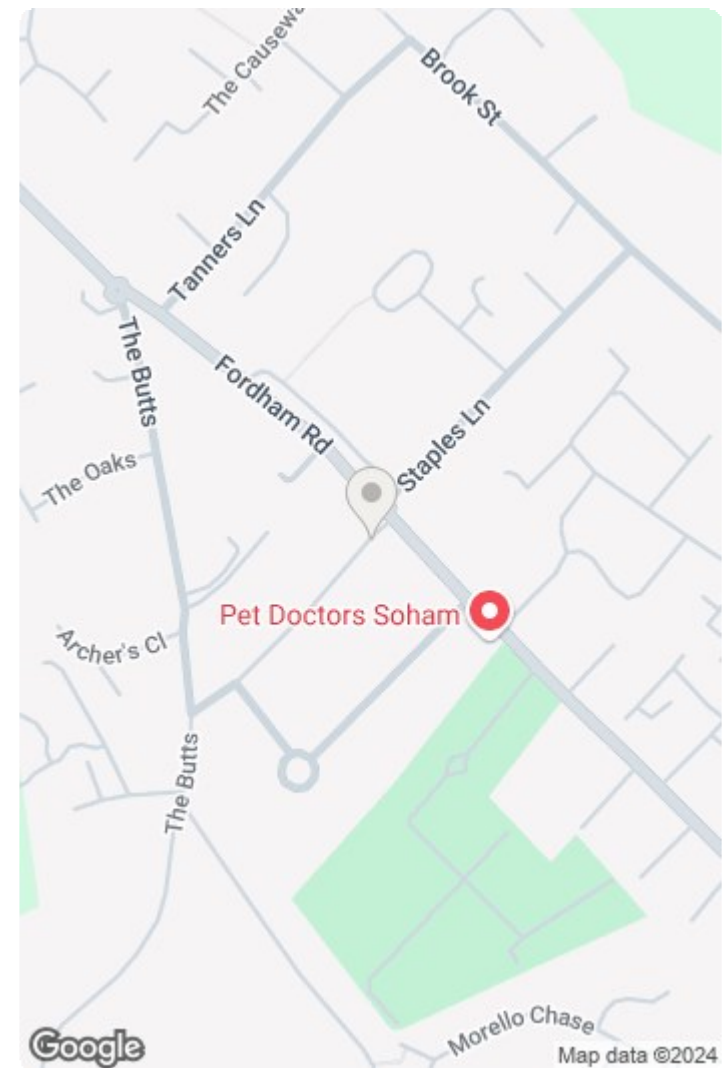 The Causewa
Brook St
Tanners Ln
The Butts
Fordham Rd
Staples Ln
The Oaks
Pet Doctors Soham
Archer's Cl
The Butts
Morello Chase
Google
Map data ©2024